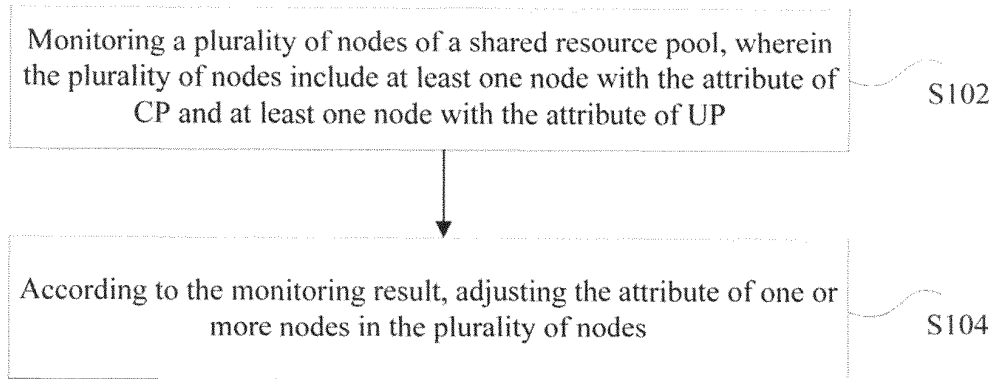 Monitoring a plurality of nodes of a shared resource pool, wherein
the plurality of nodes include at least one node with the attribute of
CP and at least one node with the attribute of UP
S102
According to the monitoring result, adjusting the attribute of one or
more nodes in the plurality of nodes
S104